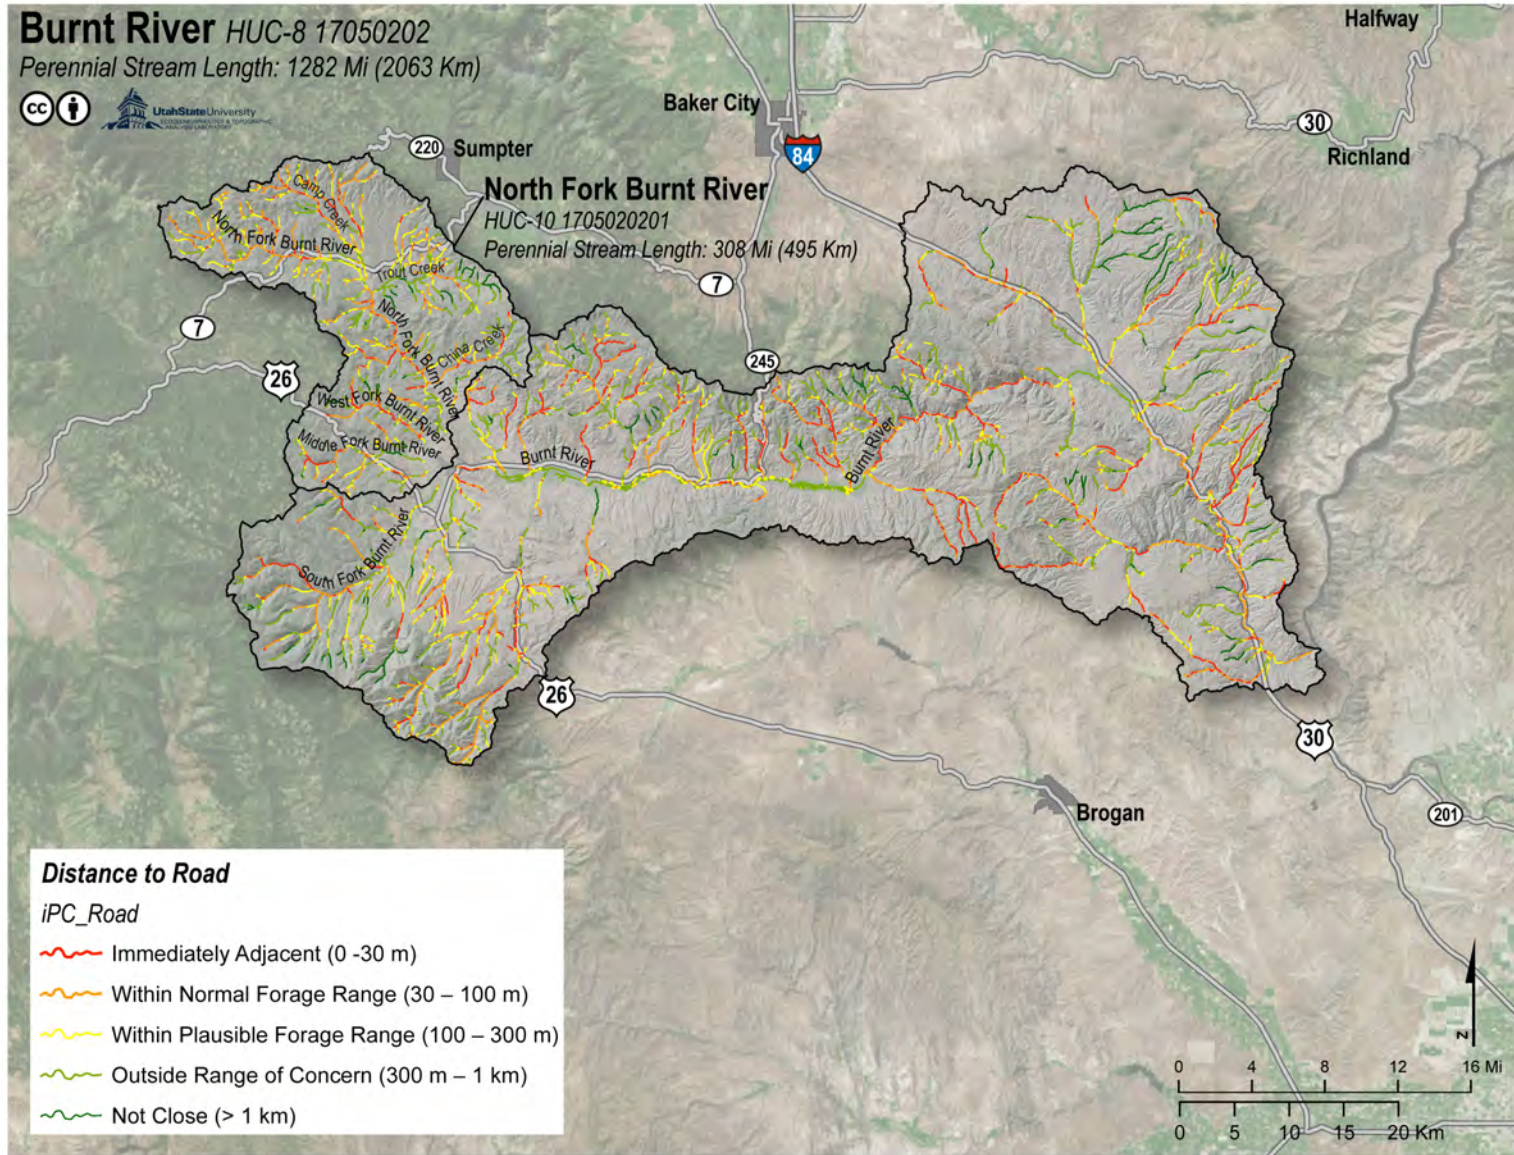 Burnt River HUC-8 17050202
Perennial Stream Length: 1282 Mi (2063 Km)
cc
UtahStateUniversity
ECOGEOMORPHOLOGY & TOPOGRAPHIC
ANALYSIS LABORATORY
Halfway
Baker City
30
Richland
84
220
Sumpter
North Fork Burnt River
HUC-10 1705020201
Perennial Stream Length: 308 Mi (495 Km)
Camp Creek
North Fork Burnt River
Trout Creek
7
7
North Fork Burnt River
China Creek
245
26
West Fork Burnt River
Middle Fork Burnt River
Burnt River
Burnt River
South Fork Burnt River
26
30
Brogan
201
Distance to Road
iPC_Road
Immediately Adjacent (0 -30 m)
Within Normal Forage Range (30 – 100 m)
Within Plausible Forage Range (100 – 300 m)
Outside Range of Concern (300 m – 1 km)
Not Close (> 1 km)
N
0 4 8 12 16 Mi
0 5 10 15 20 Km